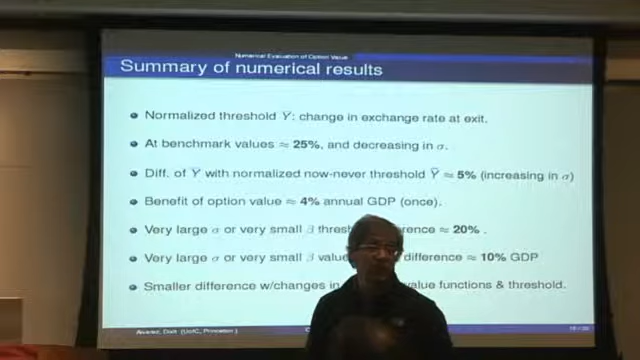 Numerical Evaluation of Option Value
Summary of numerical results
Normalized threshold Ȳ: change in exchange rate at exit.
At benchmark values ≈ 25%, and decreasing in σ.
Diff. of Ȳ with normalized now-never threshold Ỹ ≈ 5% (increasing in σ)
Benefit of option value ≈ 4% annual GDP (once).
Very large σ or very small β rence ≈ 20% .
Very large σ or very small β difference ≈ 10% GDP
Smaller difference w/changes in value functions & threshold.
Alvarez, Dixit (UofC, Princeton)